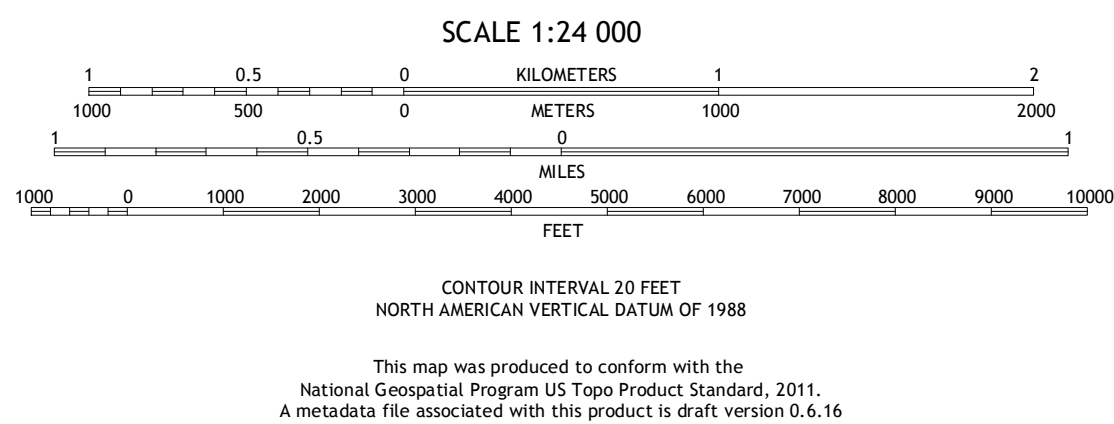 SCALE 1:24 000
1 0.5 0 KILOMETERS 1 2
1000 500 0 METERS 1000 2000
1 0.5 0 1
MILES
1000 0 1000 2000 3000 4000 5000 6000 7000 8000 9000 10000
FEET
CONTOUR INTERVAL 20 FEET
NORTH AMERICAN VERTICAL DATUM OF 1988
This map was produced to conform with the
National Geospatial Program US Topo Product Standard, 2011.
A metadata file associated with this product is draft version 0.6.16